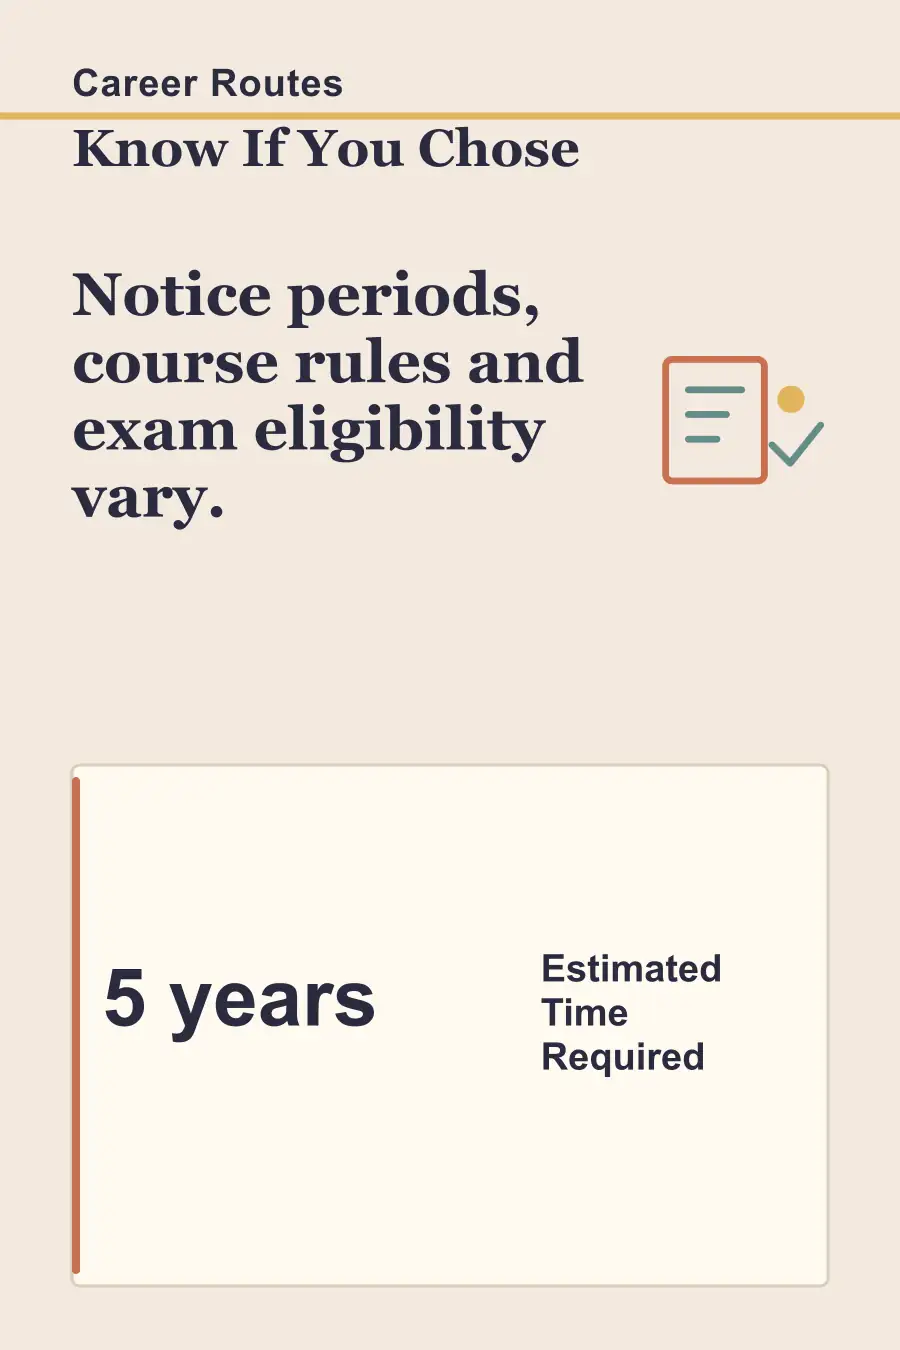 Career Routes
Know If You Chose
Notice periods,
course rules and
exam eligibility
vary.
5 years
Estimated
Time
Required